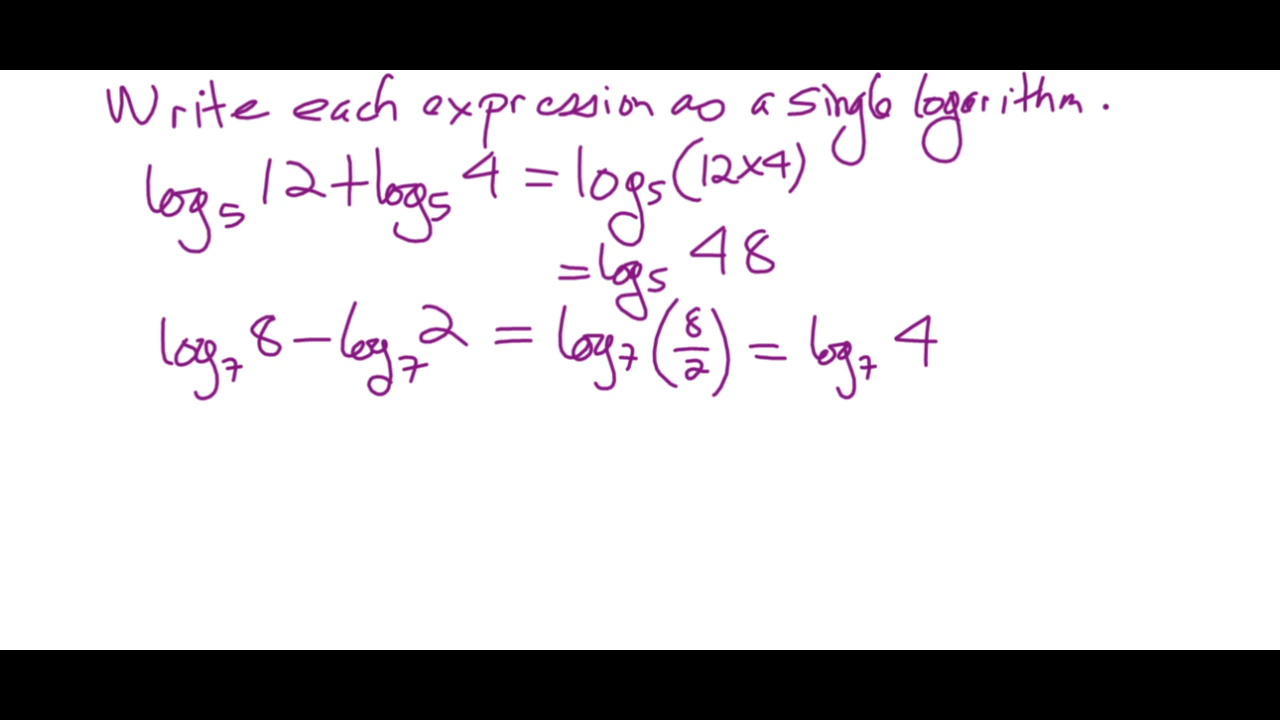 Write each expression as a single logarithm.
log₅ 12 + log₅ 4 = log₅ (12×4)
= log₅ 48
log₇ 8 − log₇ 2 = log₇ (8/2) = log₇ 4